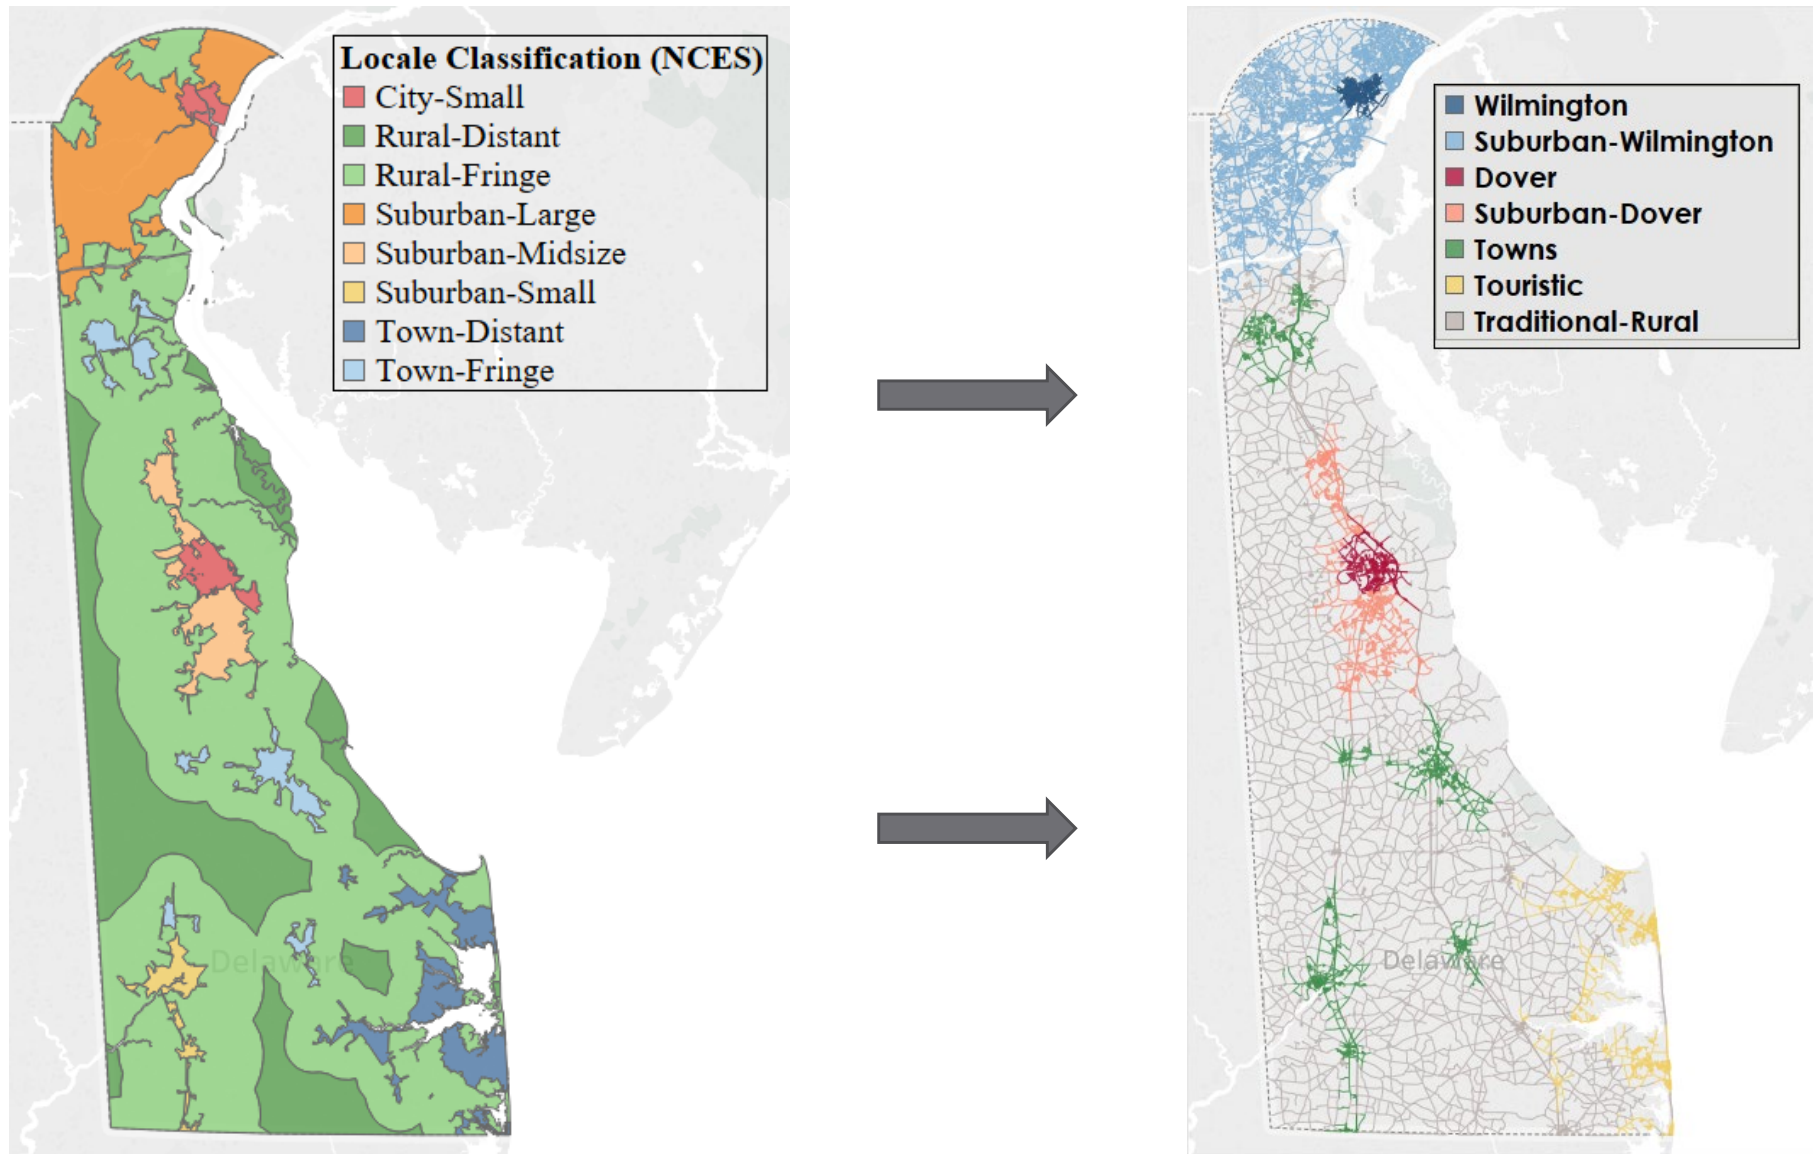 Locale Classification (NCES)
City-Small
Rural-Distant
Rural-Fringe
Suburban-Large
Suburban-Midsize
Suburban-Small
Town-Distant
Town-Fringe
Delaware
Wilmington
Suburban-Wilmington
Dover
Suburban-Dover
Towns
Touristic
Traditional-Rural
Delaware